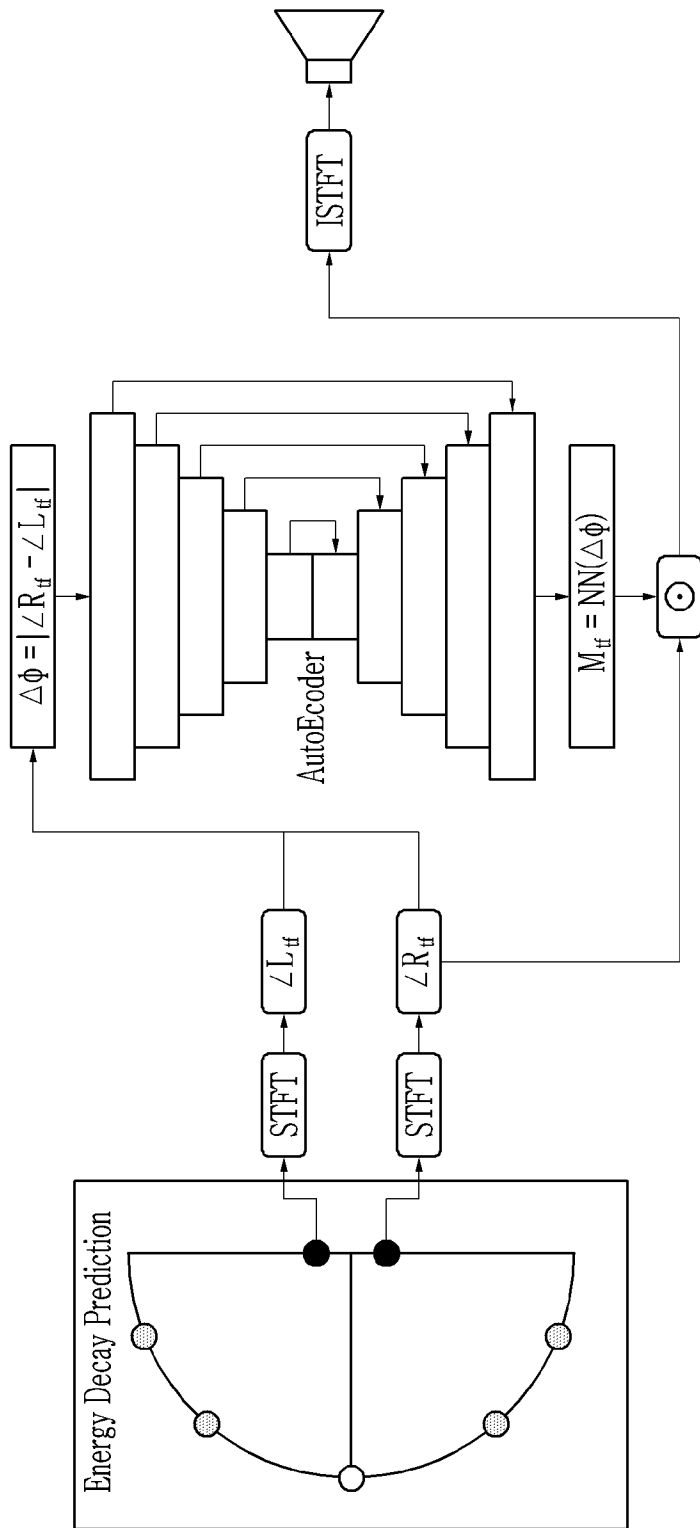 Energy Decay Prediction
STFT
STFT
∠L_tf
∠R_tf
Δϕ = |∠R_tf - ∠L_tf|
AutoEcoder
M_tf = NN(Δϕ)
ISTFT